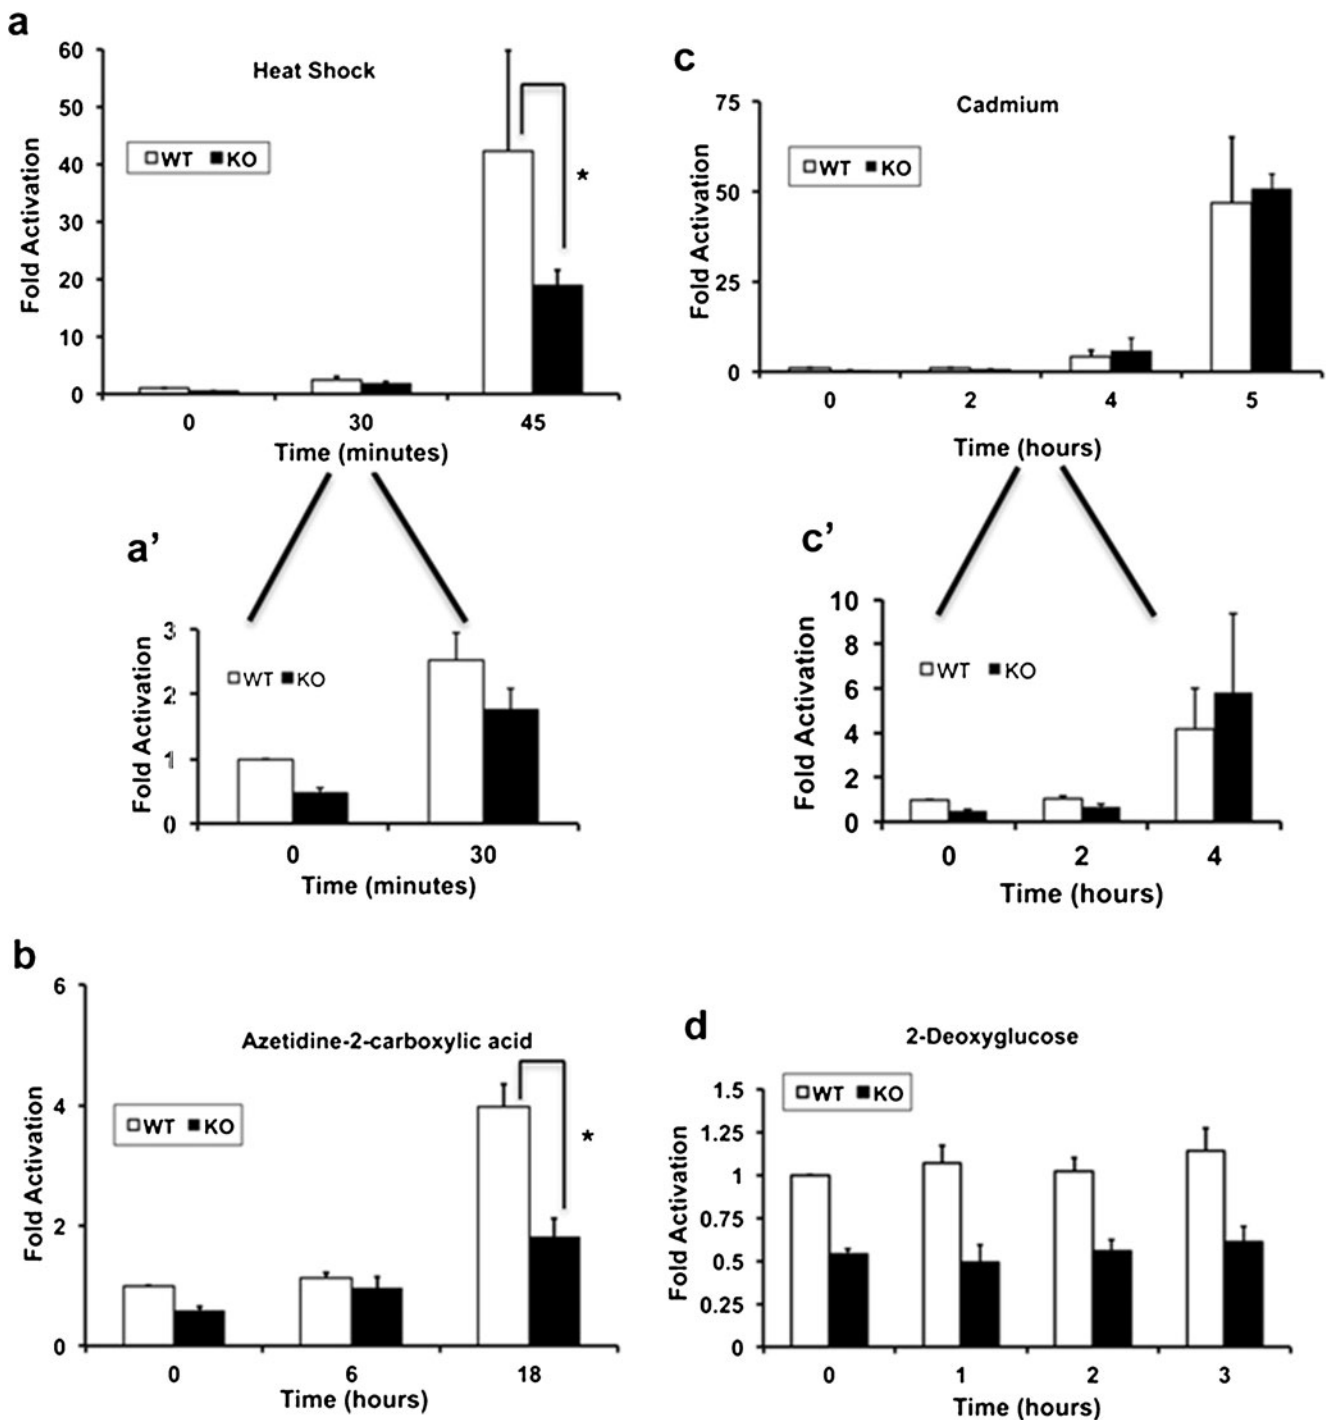 a
Heat Shock
Fold Activation
60
50
40
30
20
10
0
WT KO
*
0 30 45
Time (minutes)
a’
Fold Activation
3
2
1
0
WT KO
0 30
Time (minutes)
b
Azetidine-2-carboxylic acid
Fold Activation
6
4
2
0
WT KO
*
0 6 18
Time (hours)
c
Cadmium
Fold Activation
75
50
25
0
WT KO
0 2 4 5
Time (hours)
c’
Fold Activation
10
8
6
4
2
0
WT KO
0 2 4
Time (hours)
d
2-Deoxyglucose
Fold Activation
1.5
1.25
1
0.75
0.5
0.25
0
WT KO
0 1 2 3
Time (hours)